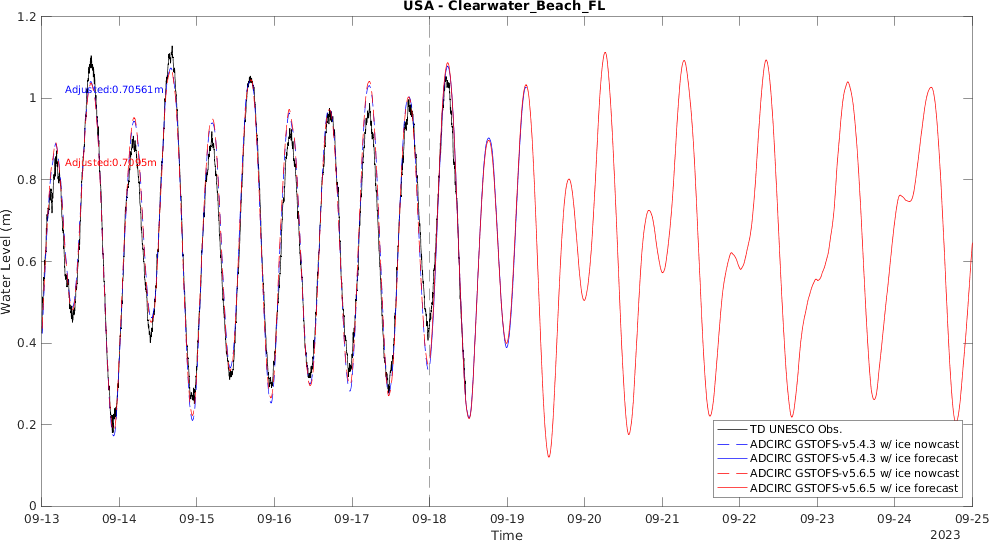 USA - Clearwater_Beach_FL
1.2
1
0.8
0.6
0.4
0.2
0
Water Level (m)
Adjusted:0.70561m
Adjusted:0.7095m
TD UNESCO Obs.
ADCIRC GSTOFS-v5.4.3 w/ ice nowcast
ADCIRC GSTOFS-v5.4.3 w/ ice forecast
ADCIRC GSTOFS-v5.6.5 w/ ice nowcast
ADCIRC GSTOFS-v5.6.5 w/ ice forecast
09-13 09-14 09-15 09-16 09-17 09-18 09-19 09-20 09-21 09-22 09-23 09-24 09-25
Time
2023